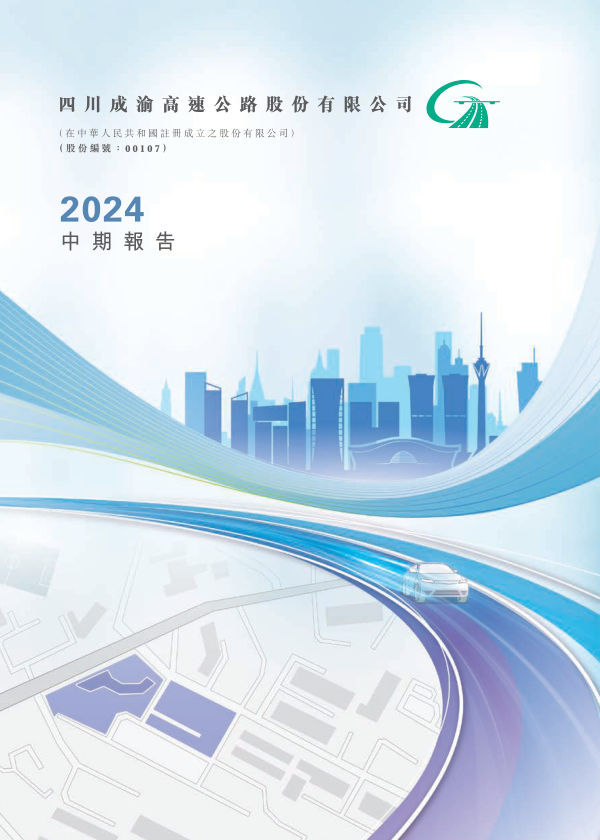 四川成渝高速公路股份有限公司
(在中華人民共和國註冊成立之股份有限公司)
(股份編號：00107)
2024
中期報告